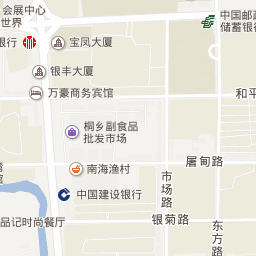 会展中心
世界
中国邮政
储蓄银行
宝凤大厦
银行
银丰大厦
万豪商务宾馆
和平
桐乡副食品
批发市场
南海渔村
屠甸路
市场路
中国建设银行
银菊路
东方路
品记时尚餐厅